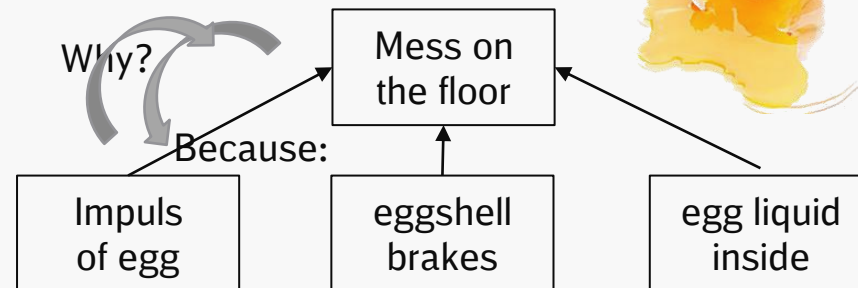 Why?
Mess on
the floor
Because:
Impuls
of egg
eggshell
brakes
egg liquid
inside